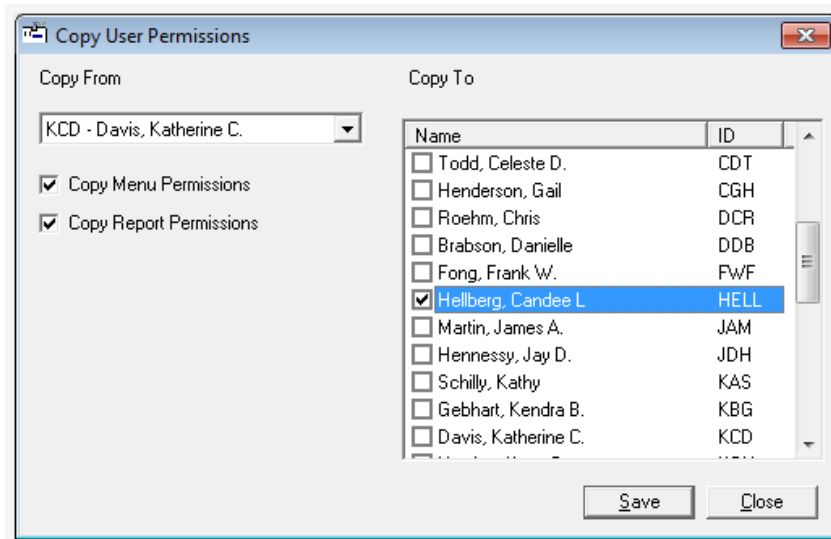 Copy User Permissions
Copy From
KCD - Davis, Katherine C.
Copy Menu Permissions
Copy Report Permissions
Copy To
Name ID
Todd, Celeste D. CDT
Henderson, Gail CGH
Roehm, Chris DCR
Brabson, Danielle DDB
Fong, Frank W. FWF
Hellberg, Candee L HELL
Martin, James A. JAM
Hennessy, Jay D. JDH
Schilly, Kathy KAS
Gebhart, Kendra B. KBG
Davis, Katherine C. KCD
Save Close